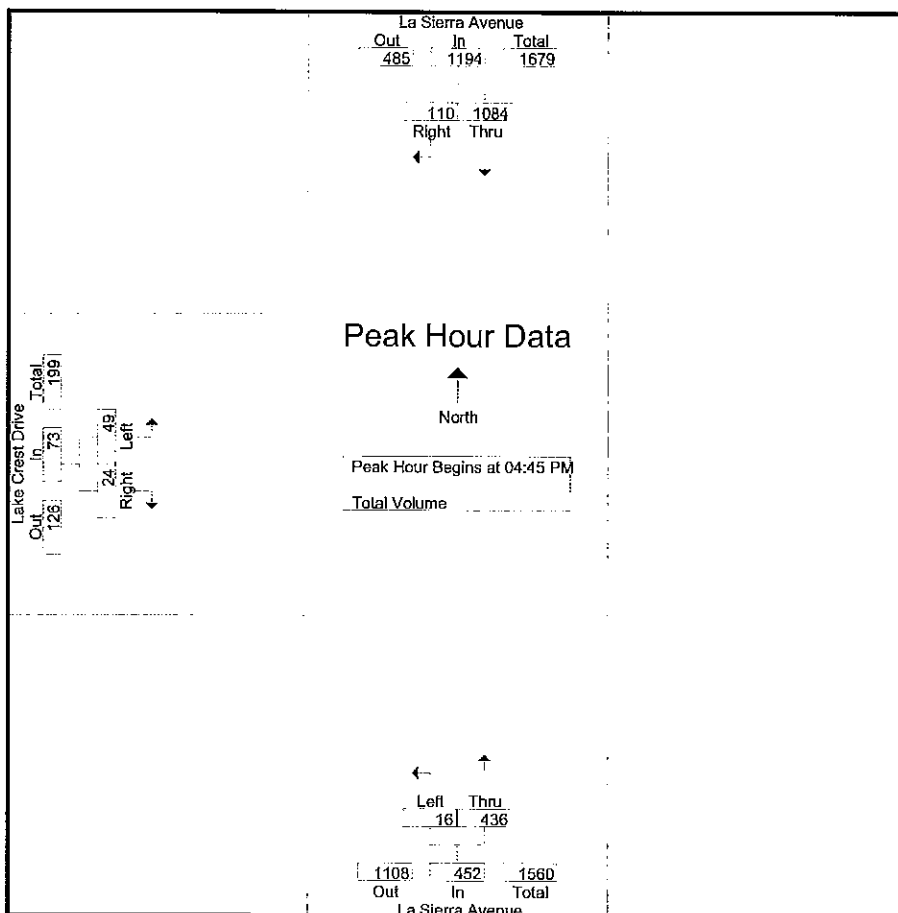 La Sierra Avenue
Out In Total
485 1194 1679
110 1084
Right Thru
Peak Hour Data
North
Peak Hour Begins at 04:45 PM
Total Volume
Lake Crest Drive
Out In Total
126 73 199
24 49
Right Left
Left Thru
16 436
1108 452 1560
Out In Total
La Sierra Avenue